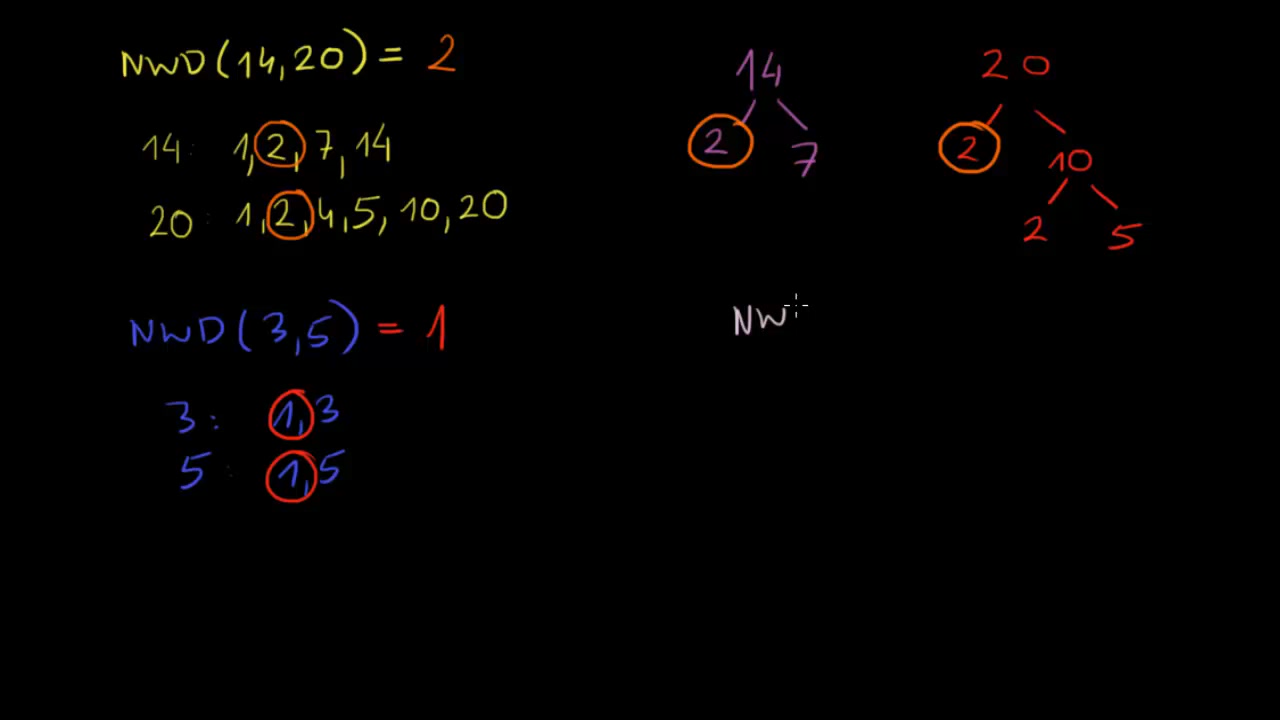 NWD(14,20) = 2
14: 1, 2, 7, 14
20: 1, 2, 4, 5, 10, 20
NWD(3,5) = 1
3: 1, 3
5: 1, 5
14
2 7
20
2 10
2 5
NW